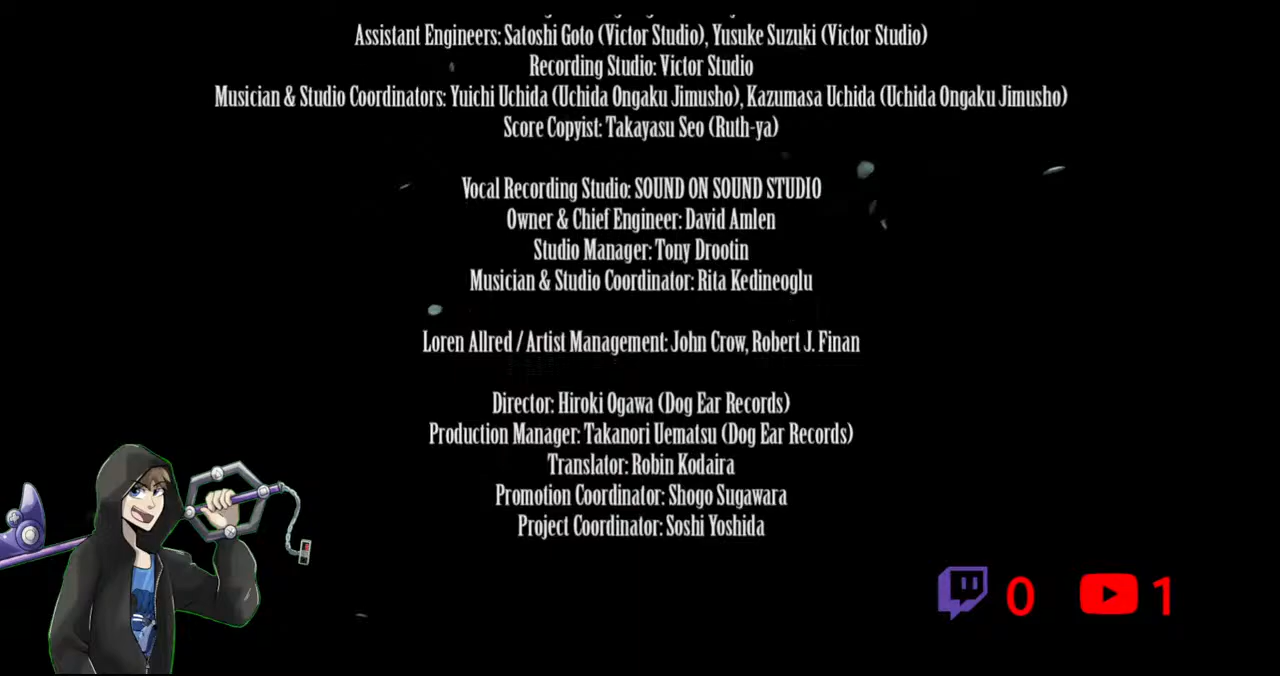 Assistant Engineers: Satoshi Goto (Victor Studio), Yusuke Suzuki (Victor Studio)
Recording Studio: Victor Studio
Musician & Studio Coordinators: Yuichi Uchida (Uchida Ongaku Jimusho), Kazumasa Uchida (Uchida Ongaku Jimusho)
Score Copyist: Takayasu Seo (Ruth-ya)
Vocal Recording Studio: SOUND ON SOUND STUDIO
Owner & Chief Engineer: David Amlen
Studio Manager: Tony Drootin
Musician & Studio Coordinator: Rita Kedineoglu
Loren Allred / Artist Management: John Crow, Robert J. Finan
Director: Hiroki Ogawa (Dog Ear Records)
Production Manager: Takanori Uematsu (Dog Ear Records)
Translator: Robin Kodaira
Promotion Coordinator: Shogo Sugawara
Project Coordinator: Soshi Yoshida
0 1